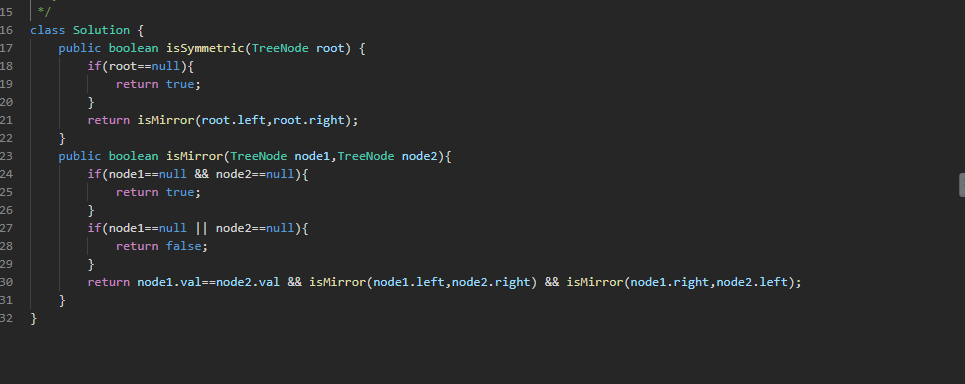 15 */
16 class Solution {
17 public boolean isSymmetric(TreeNode root) {
18 if(root==null){
19 return true;
20 }
21 return isMirror(root.left,root.right);
22 }
23 public boolean isMirror(TreeNode node1,TreeNode node2){
24 if(node1==null && node2==null){
25 return true;
26 }
27 if(node1==null || node2==null){
28 return false;
29 }
30 return node1.val==node2.val && isMirror(node1.left,node2.right) && isMirror(node1.right,node2.left);
31 }
32 }